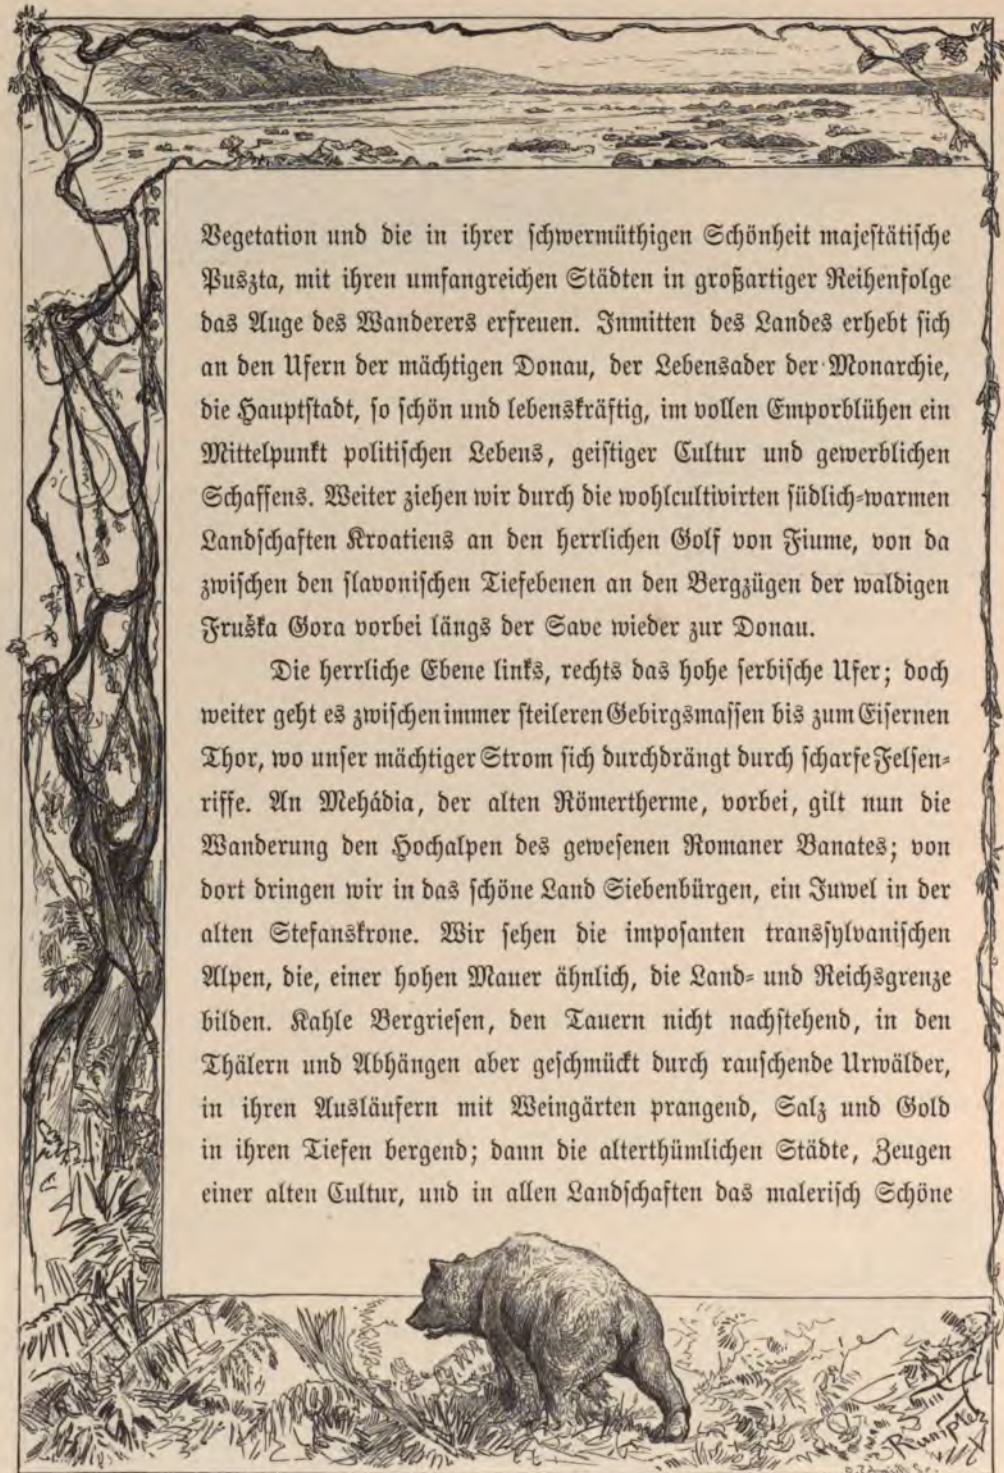 Vegetation und die in ihrer schwermüthigen Schönheit majestätische
Puszta, mit ihren umfangreichen Städten in großartiger Reihenfolge
das Auge des Wanderers erfreuen. Inmitten des Landes erhebt sich
an den Ufern der mächtigen Donau, der Lebensader der Monarchie,
die Hauptstadt, so schön und lebenskräftig, im vollen Emporblühen ein
Mittelpunkt politischen Lebens, geistiger Cultur und gewerblichen
Schaffens. Weiter ziehen wir durch die wohlcultivirten südlich-warmen
Landschaften Kroatiens an den herrlichen Golf von Fiume, von da
zwischen den slavonischen Tiefebenen an den Bergzügen der waldigen
Fruška Gora vorbei längs der Save wieder zur Donau.
Die herrliche Ebene links, rechts das hohe serbische Ufer; doch
weiter geht es zwischen immer steileren Gebirgsmassen bis zum Eisernen
Thor, wo unser mächtiger Strom sich durchdrängt durch scharfe Felsen-
riffe. An Mehádia, der alten Römertherme, vorbei, gilt nun die
Wanderung den Hochalpen des gewesenen Romaner Banates; von
dort dringen wir in das schöne Land Siebenbürgen, ein Juwel in der
alten Stefanskrone. Wir sehen die imposanten transsylvanischen
Alpen, die, einer hohen Mauer ähnlich, die Land- und Reichsgrenze
bilden. Kahle Bergriesen, den Tauern nicht nachstehend, in den
Thälern und Abhängen aber geschmückt durch rauschende Urwälder,
in ihren Ausläufern mit Weingärten prangend, Salz und Gold
in ihren Tiefen bergend; dann die alterthümlichen Städte, Zeugen
einer alten Cultur, und in allen Landschaften das malerisch Schöne
Rumpler